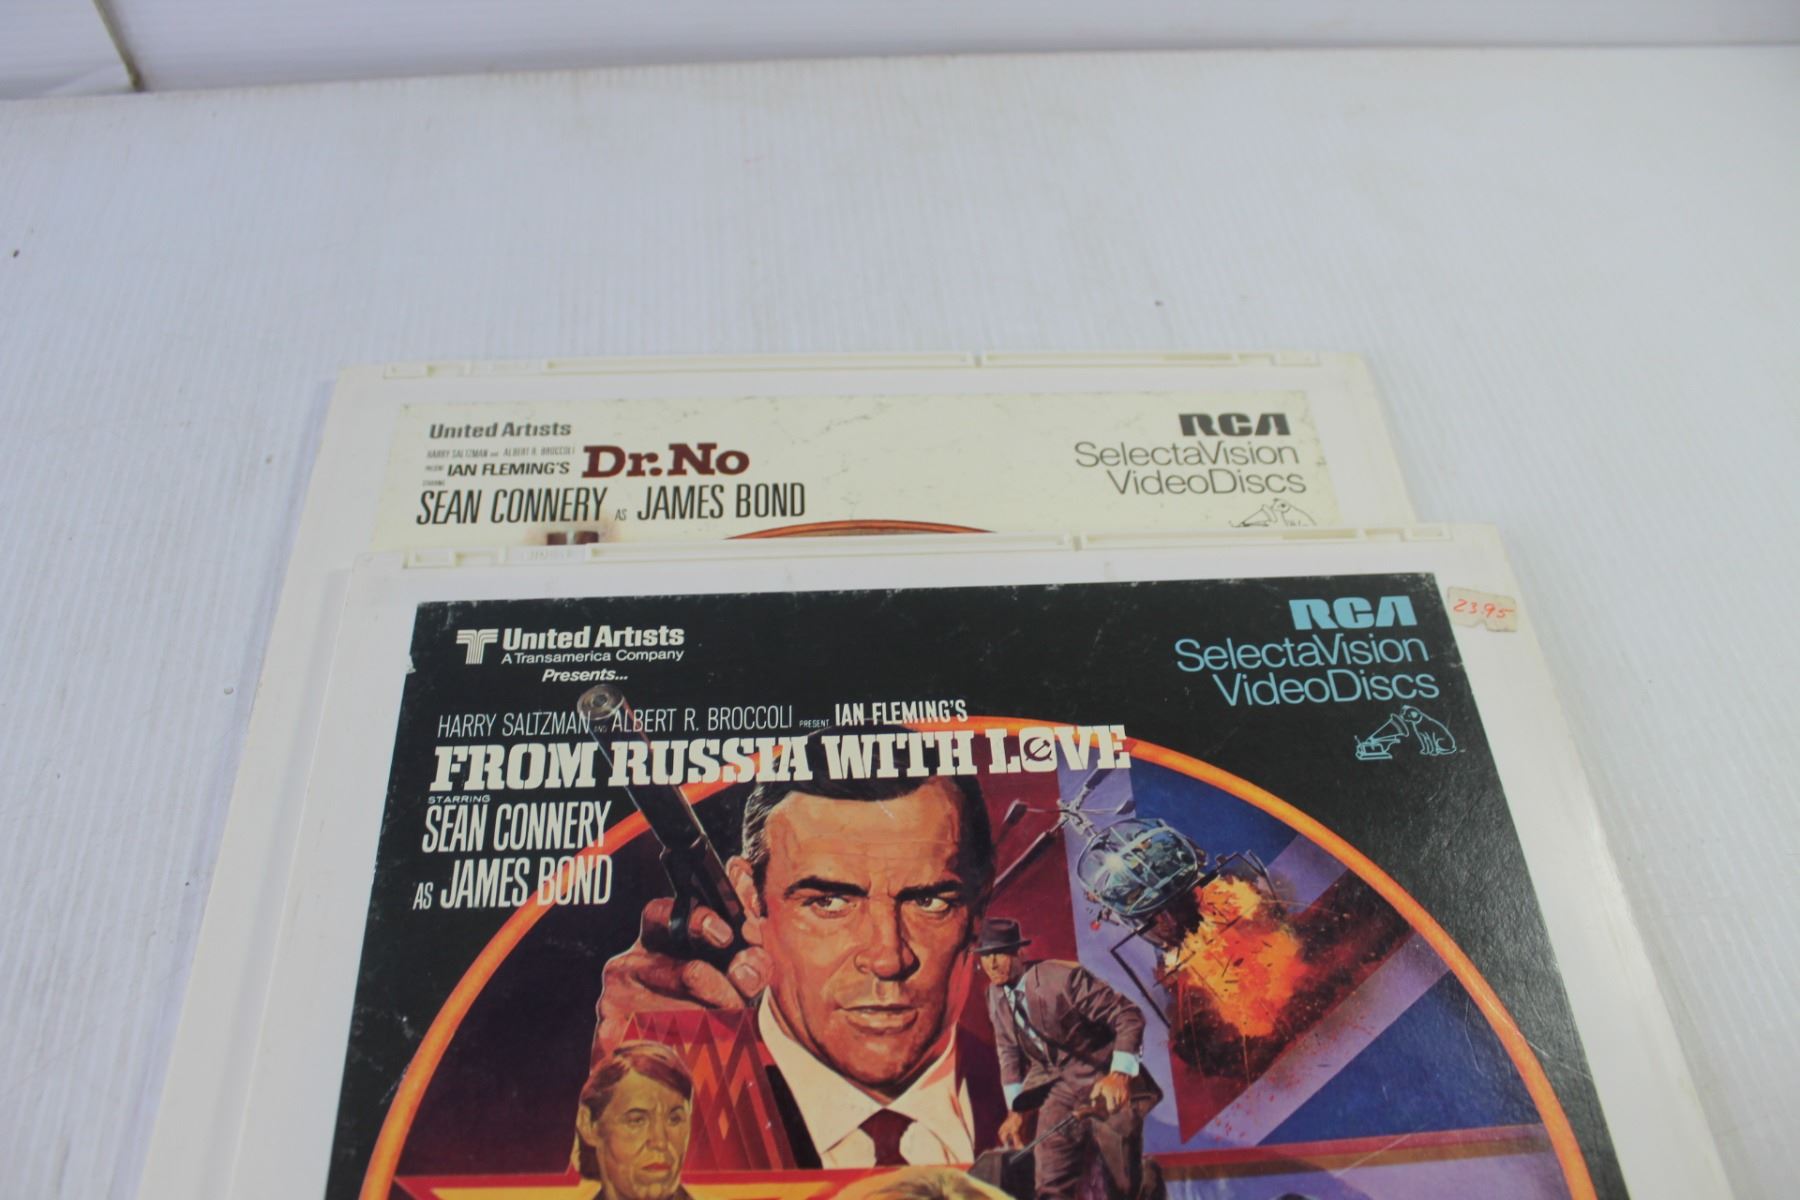 United Artists
HARRY SALTZMAN AND ALBERT R. BROCCOLI
PRESENT IAN FLEMING'S Dr. No
STARRING
SEAN CONNERY AS JAMES BOND
RCA
SelectaVision
VideoDiscs
United Artists
A Transamerica Company
Presents...
HARRY SALTZMAN AND ALBERT R. BROCCOLI PRESENT IAN FLEMING'S
FROM RUSSIA WITH LOVE
STARRING
SEAN CONNERY
AS JAMES BOND
RCA
SelectaVision
VideoDiscs
23.95